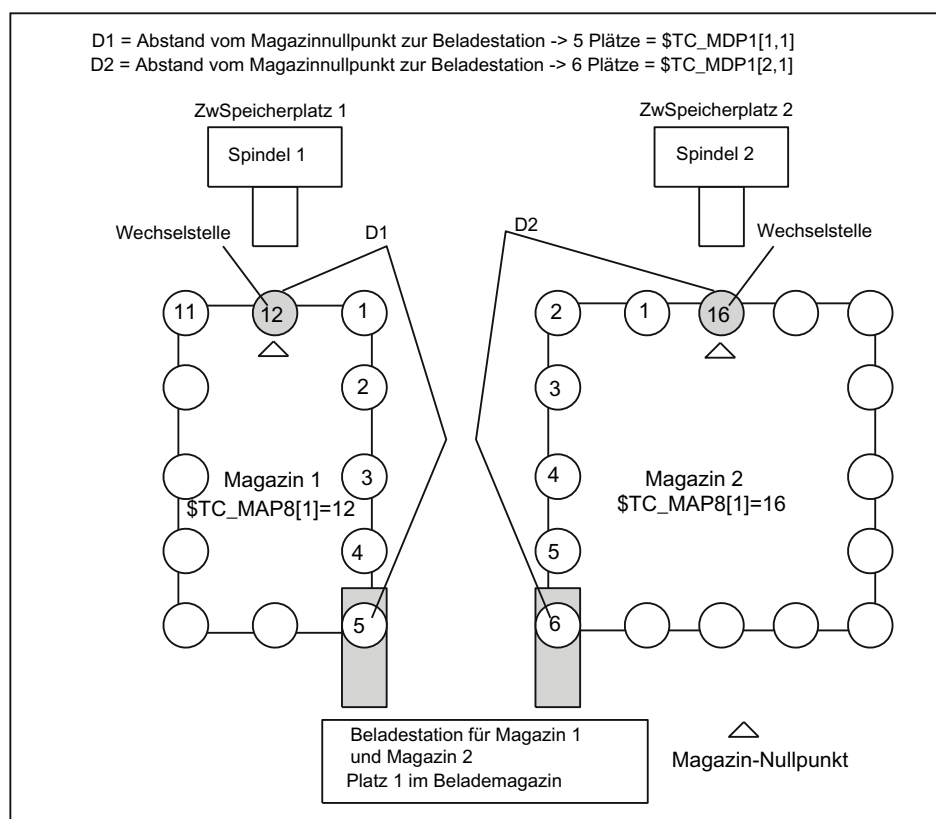 D1 = Abstand vom Magazinnullpunkt zur Beladestation -> 5 Plätze = $TC_MDP1[1,1]
D2 = Abstand vom Magazinnullpunkt zur Beladestation -> 6 Plätze = $TC_MDP1[2,1]
ZwSpeicherplatz 1
ZwSpeicherplatz 2
Spindel 1
Spindel 2
Wechselstelle
D1
D2
Wechselstelle
11
12
1
2
1
16
2
3
3
4
Magazin 1
$TC_MAP8[1]=12
Magazin 2
$TC_MAP8[1]=16
4
5
5
6
Beladestation für Magazin 1
und Magazin 2
Platz 1 im Belademagazin
Magazin-Nullpunkt